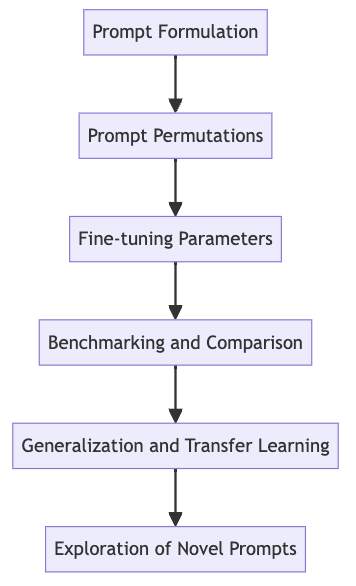 Prompt Formulation
Prompt Permutations
Fine-tuning Parameters
Benchmarking and Comparison
Generalization and Transfer Learning
Exploration of Novel Prompts